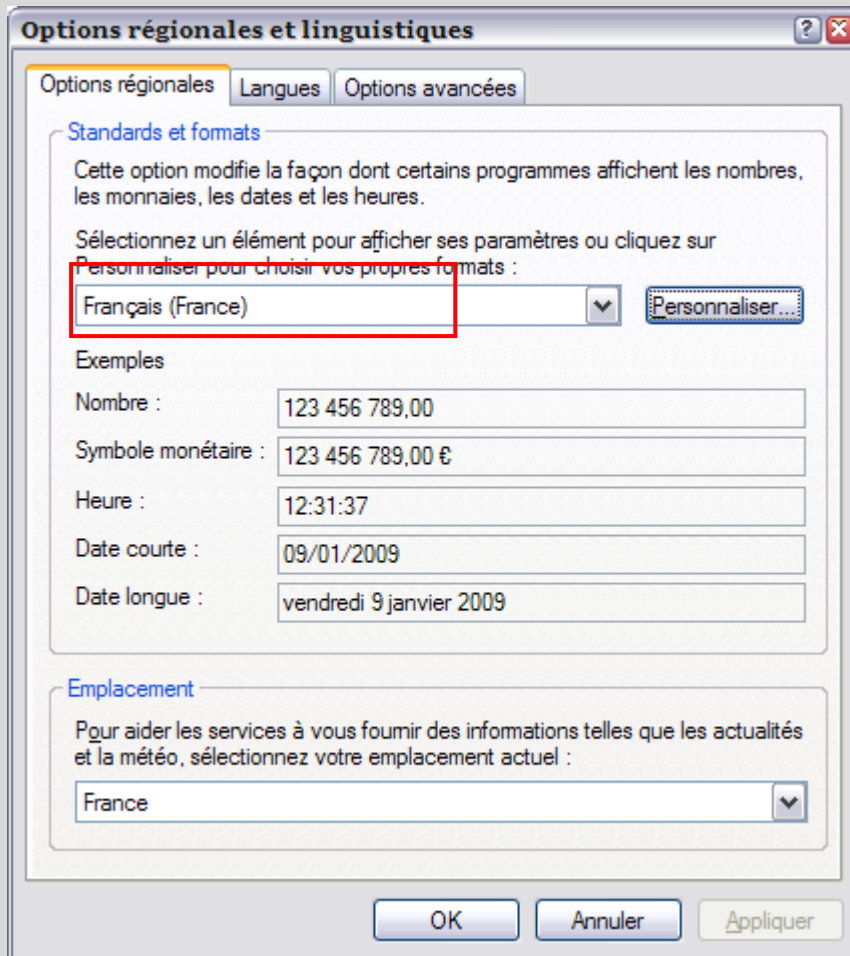 Options régionales et linguistiques
Options régionales Langues Options avancées
Standards et formats
Cette option modifie la façon dont certains programmes affichent les nombres,
les monnaies, les dates et les heures.
Sélectionnez un élément pour afficher ses paramètres ou cliquez sur
Personnaliser pour choisir vos propres formats :
Français (France) Personnaliser...
Exemples
Nombre : 123 456 789,00
Symbole monétaire : 123 456 789,00 €
Heure : 12:31:37
Date courte : 09/01/2009
Date longue : vendredi 9 janvier 2009
Emplacement
Pour aider les services à vous fournir des informations telles que les actualités
et la météo, sélectionnez votre emplacement actuel :
France
OK Annuler Appliquer